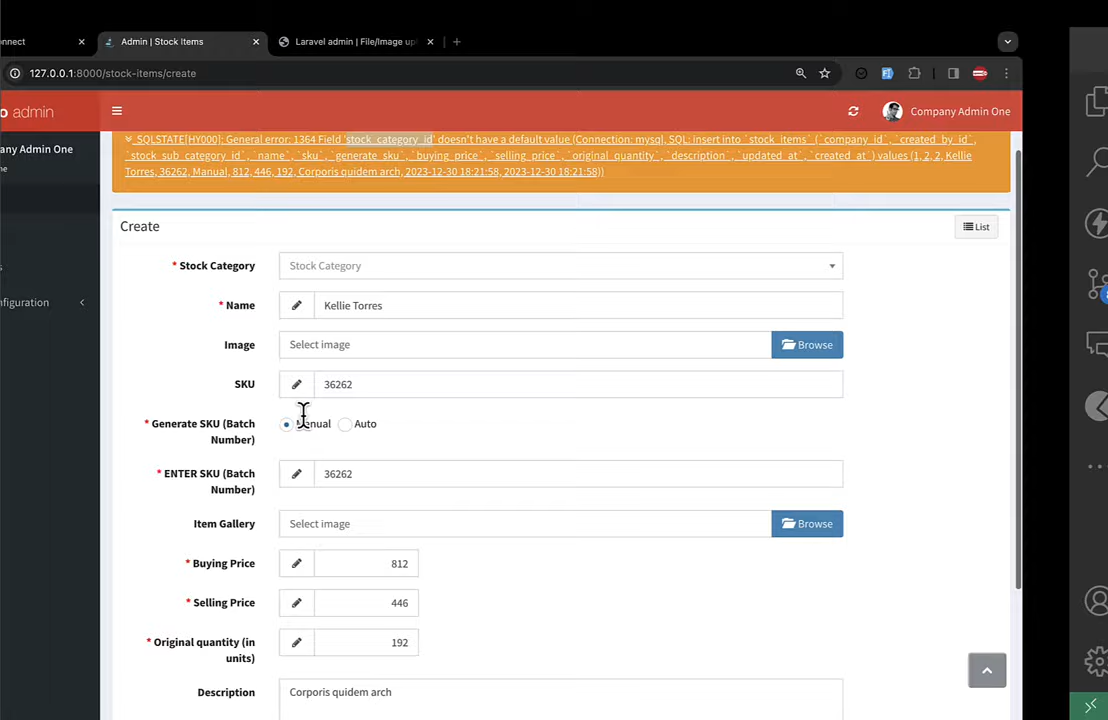 nnect
Admin | Stock Items
Laravel admin | File/Image upl
127.0.0.1:8000/stock-items/create
o admin
Company Admin One
any Admin One
ne
SQLSTATE[HY000]: General error: 1364 Field 'stock_category_id' doesn't have a default value (Connection: mysql, SQL: insert into `stock_items` (`company_id`, `created_by_id`,
`stock_sub_category_id`, `name`, `sku`, `generate_sku`, `buying_price`, `selling_price`, `original_quantity`, `description`, `updated_at`, `created_at`) values (1, 2, 2, Kellie
Torres, 36262, Manual, 812, 446, 192, Corporis quidem arch, 2023-12-30 18:21:58, 2023-12-30 18:21:58))
Create
List
* Stock Category
Stock Category
s
* Name
Kellie Torres
nfiguration
Image
Select image
Browse
SKU
36262
* Generate SKU (Batch
Number)
Manual
Auto
* ENTER SKU (Batch
Number)
36262
Item Gallery
Select image
Browse
* Buying Price
812
* Selling Price
446
* Original quantity (in
units)
192
Description
Corporis quidem arch